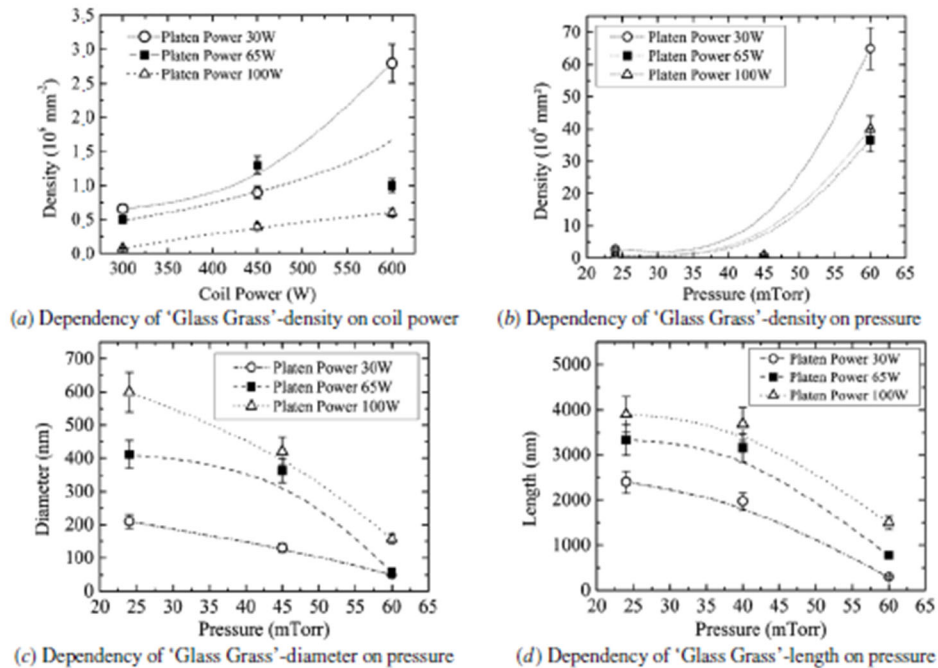 3.5
3.0
2.5
2.0
1.5
1.0
0.5
0.0
Density (10⁶ mm⁻²)
Platen Power 30W
Platen Power 65W
Platen Power 100W
300 350 400 450 500 550 600
Coil Power (W)
(a) Dependency of 'Glass Grass'-density on coil power
70
60
50
40
30
20
10
0
Density (10⁶ mm²)
Platen Power 30W
Platen Power 65W
Platen Power 100W
20 25 30 35 40 45 50 55 60 65
Pressure (mTorr)
(b) Dependency of 'Glass Grass'-density on pressure
700
600
500
400
300
200
100
0
Diameter (nm)
Platen Power 30W
Platen Power 65W
Platen Power 100W
20 25 30 35 40 45 50 55 60 65
Pressure (mTorr)
(c) Dependency of 'Glass Grass'-diameter on pressure
5000
4000
3000
2000
1000
0
Length (nm)
Platen Power 30W
Platen Power 65W
Platen Power 100W
20 25 30 35 40 45 50 55 60 65
Pressure (mTorr)
(d) Dependency of 'Glass Grass'-length on pressure